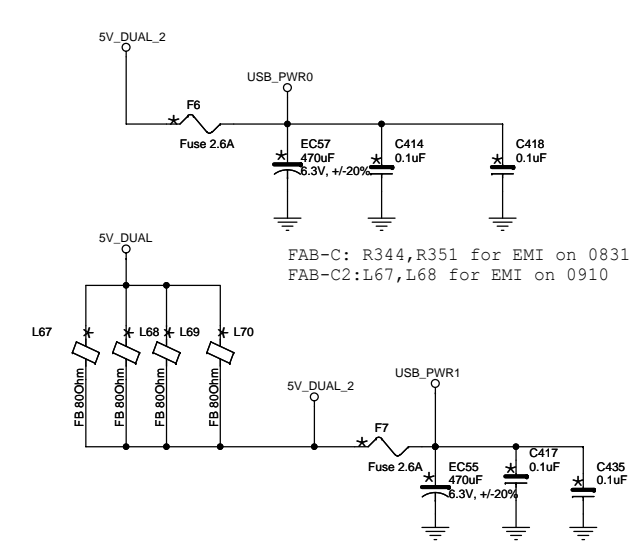 5V_DUAL_2
USB_PWR0
F6
Fuse 2.6A
EC57
470uF
6.3V, +/-20%
C414
0.1uF
C418
0.1uF
FAB-C: R344,R351 for EMI on 0831
FAB-C2:L67,L68 for EMI on 0910
5V_DUAL
L67
L68
L69
L70
FB 80Ohm
FB 80Ohm
FB 80Ohm
FB 80Ohm
5V_DUAL_2
USB_PWR1
F7
Fuse 2.6A
EC55
470uF
6.3V, +/-20%
C417
0.1uF
C435
0.1uF